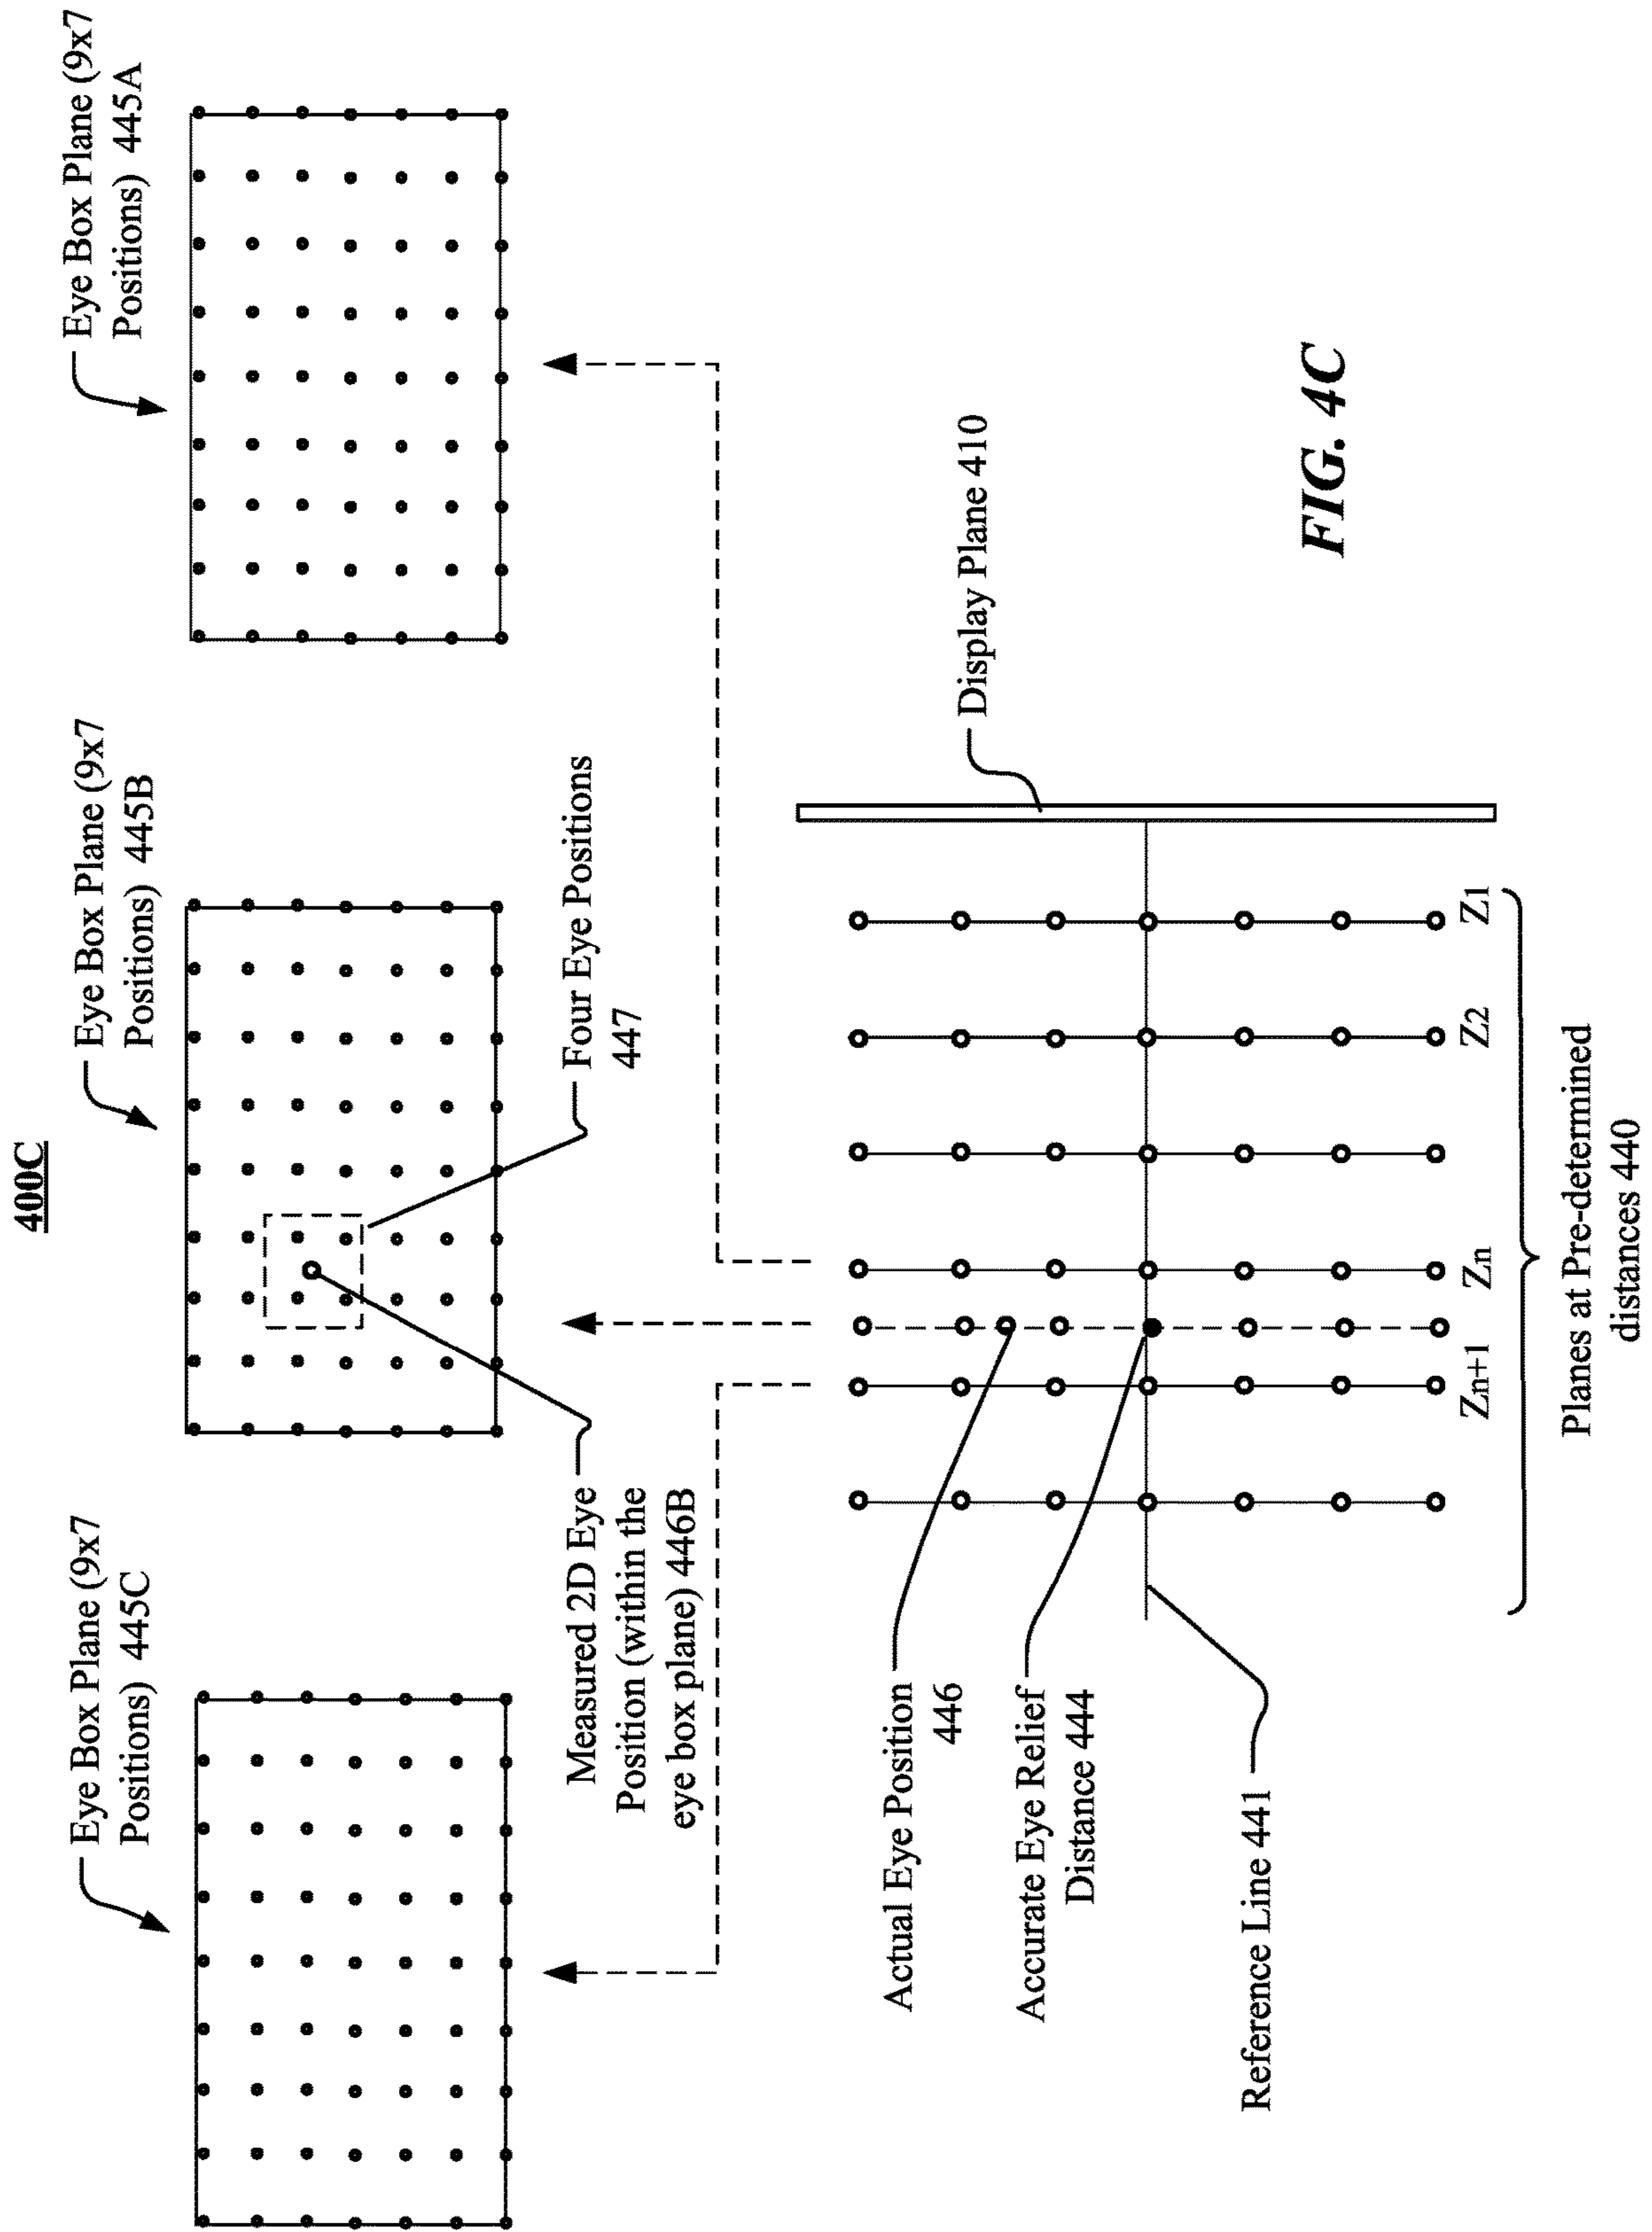 400C
Eye Box Plane (9x7
Positions) 445C
Eye Box Plane (9x7
Positions) 445B
Eye Box Plane (9x7
Positions) 445A
Measured 2D Eye
Position (within the
eye box plane) 446B
Four Eye Positions
447
Actual Eye Position
446
Accurate Eye Relief
Distance 444
Reference Line 441
Display Plane 410
Zn+1
Zn
Z2
Z1
Planes at Pre-determined
distances 440
FIG. 4C